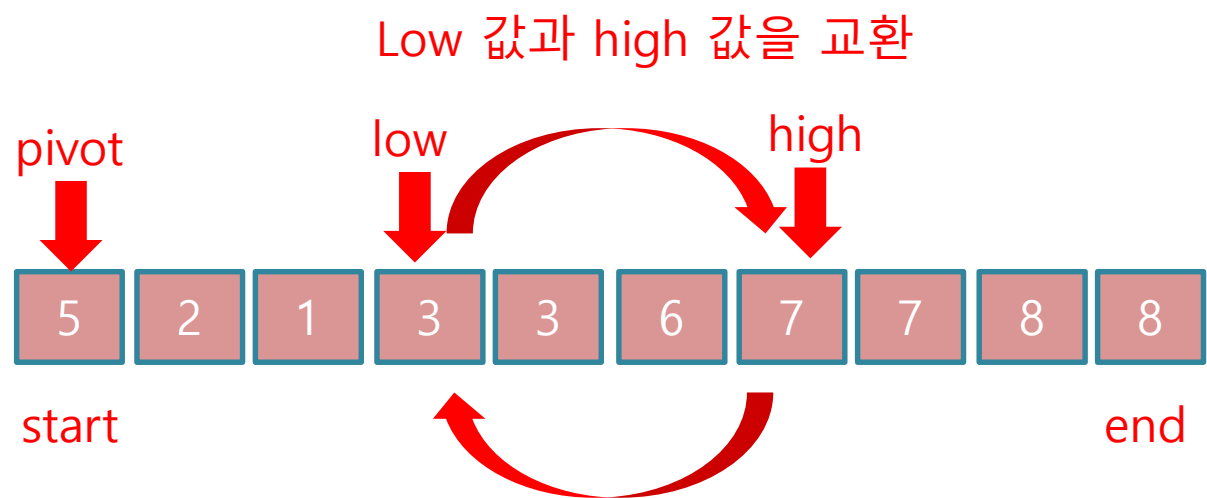 Low 값과 high 값을 교환
pivot low high
5 2 1 3 3 6 7 7 8 8
start end